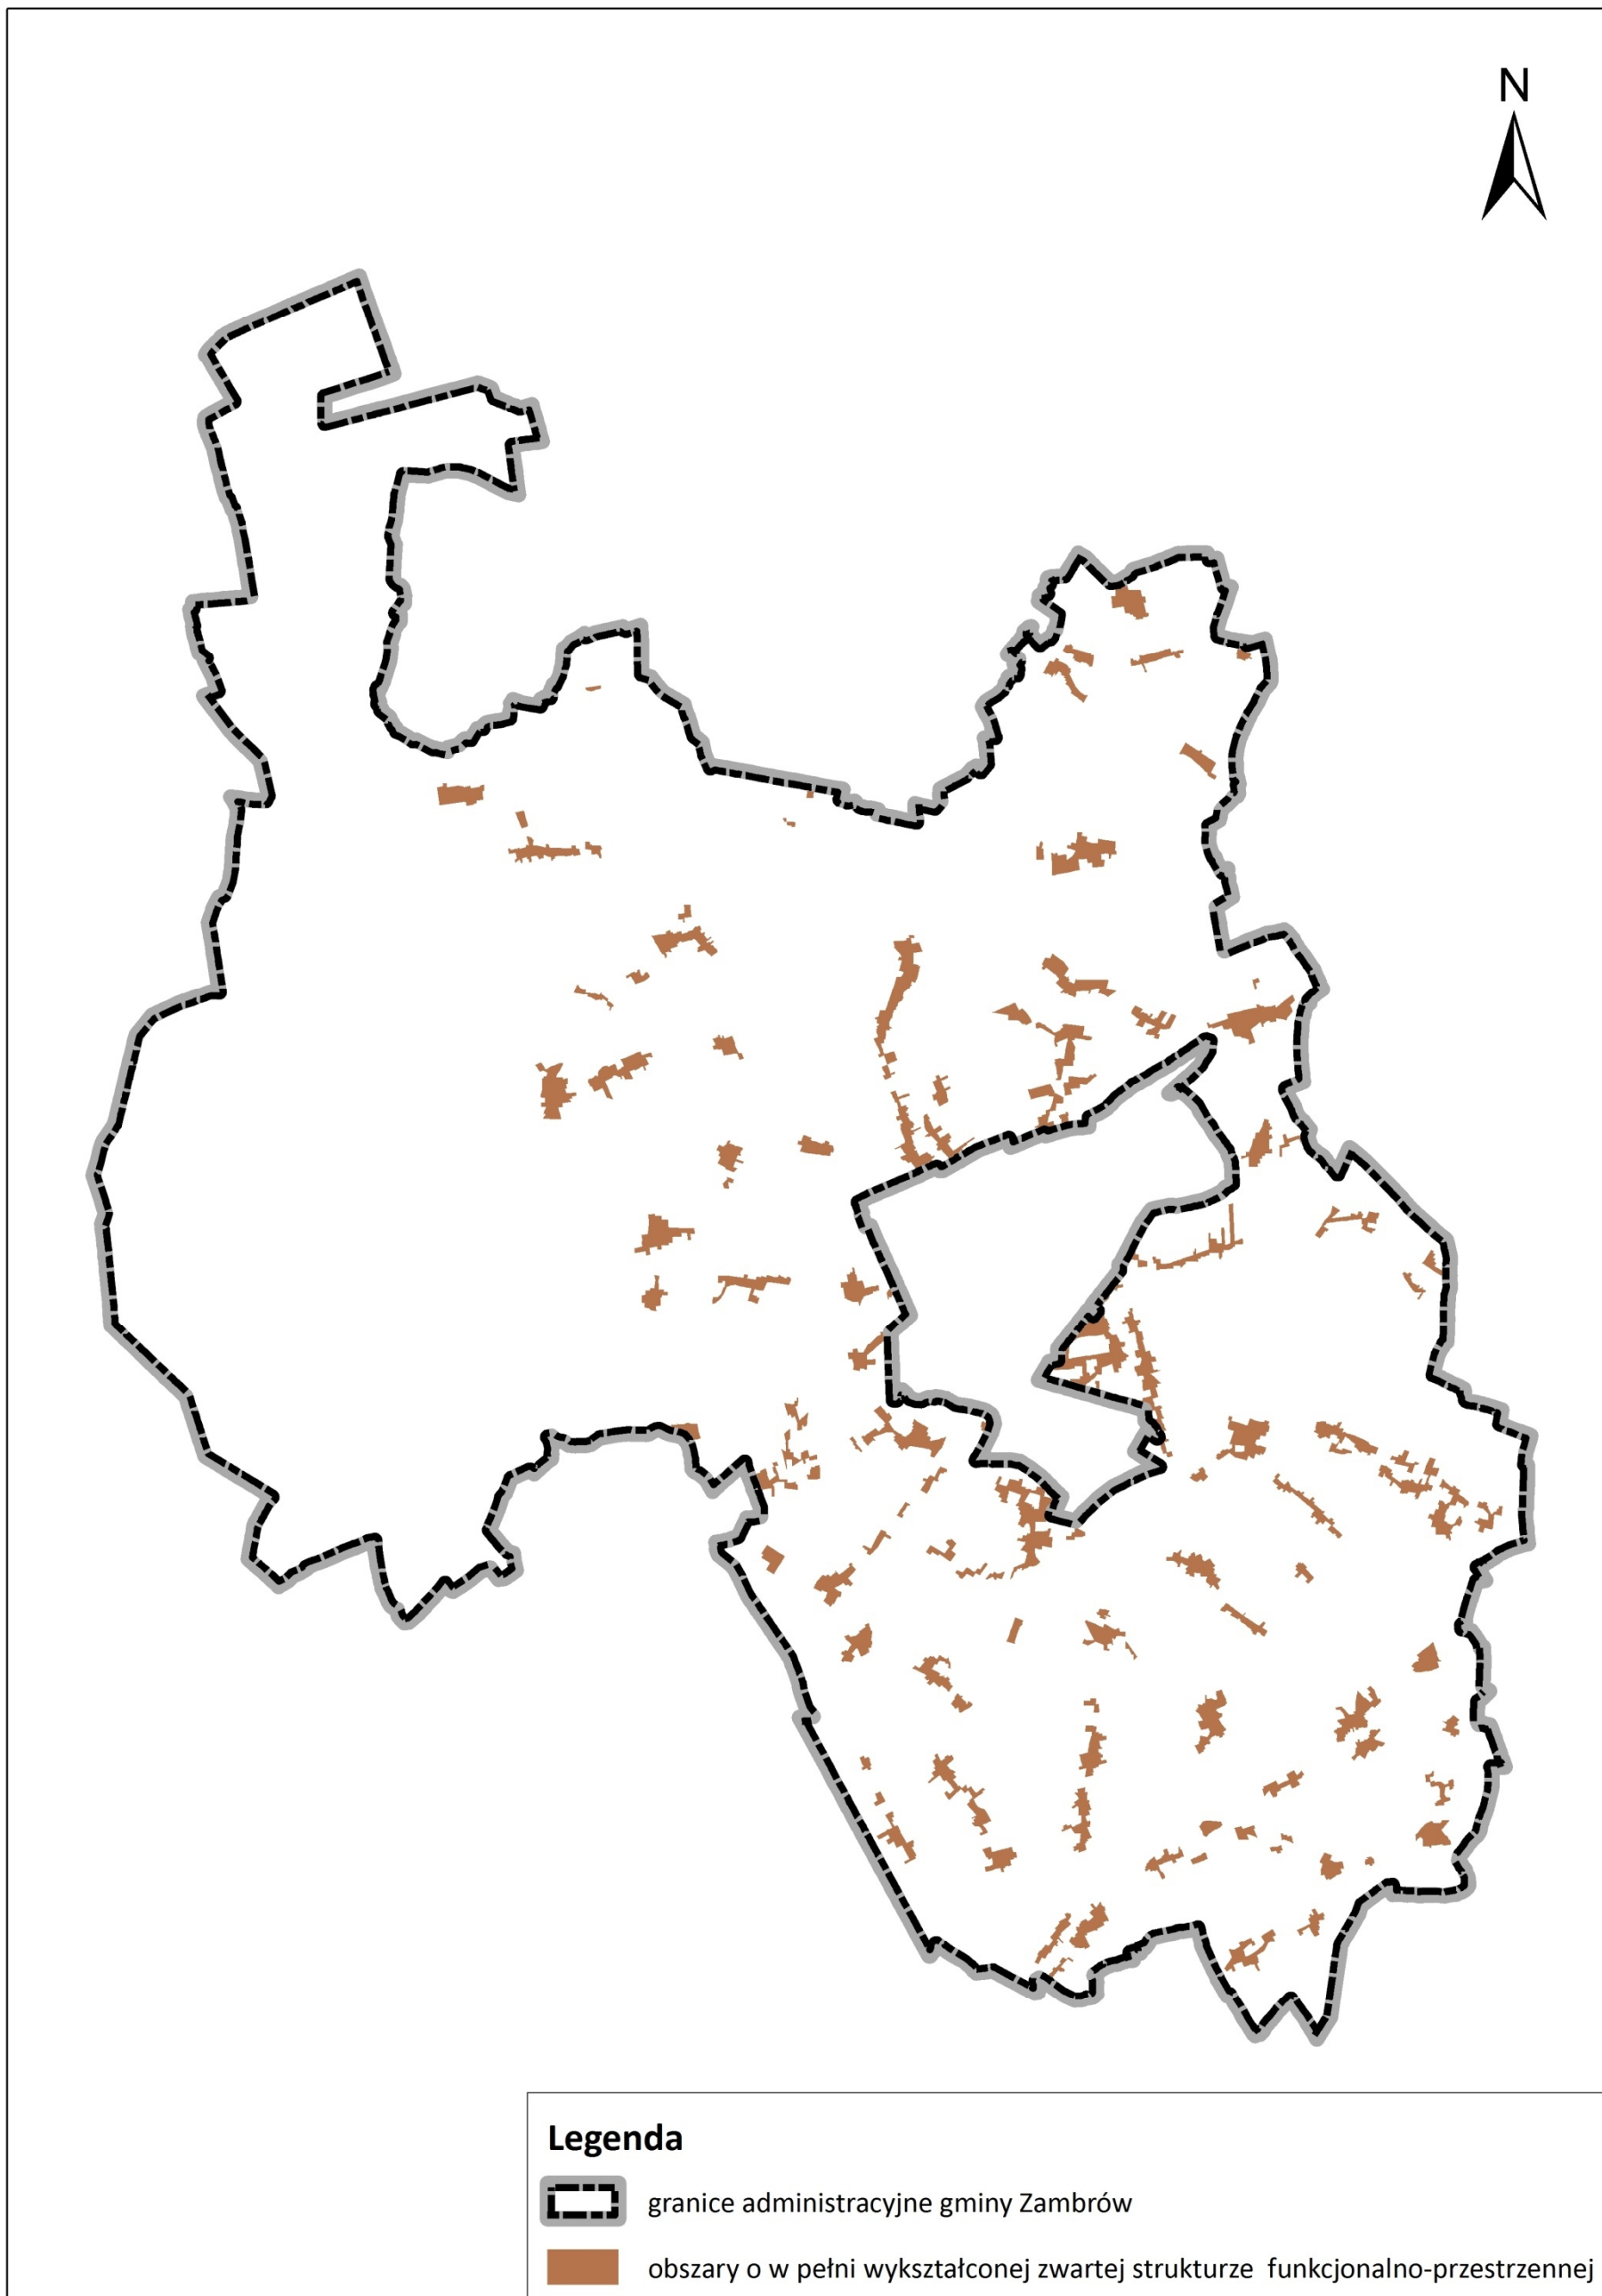 N
Legenda
granice administracyjne gminy Zambrów
obszary o w pełni wykształconej zwartej strukturze funkcjonalno-przestrzennej